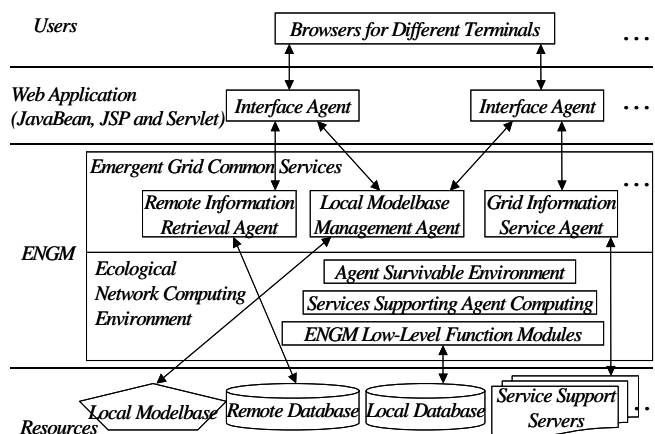 Users
Browsers for Different Terminals
...
Web Application
(JavaBean, JSP and Servlet)
Interface Agent
Interface Agent
...
Emergent Grid Common Services
...
Remote Information
Retrieval Agent
Local Modelbase
Management Agent
Grid Information
Service Agent
ENGM
Ecological
Network Computing
Environment
Agent Survivable Environment
Services Supporting Agent Computing
ENGM Low-Level Function Modules
Resources
Local Modelbase
Remote Database
Local Database
Service Support
Servers
...